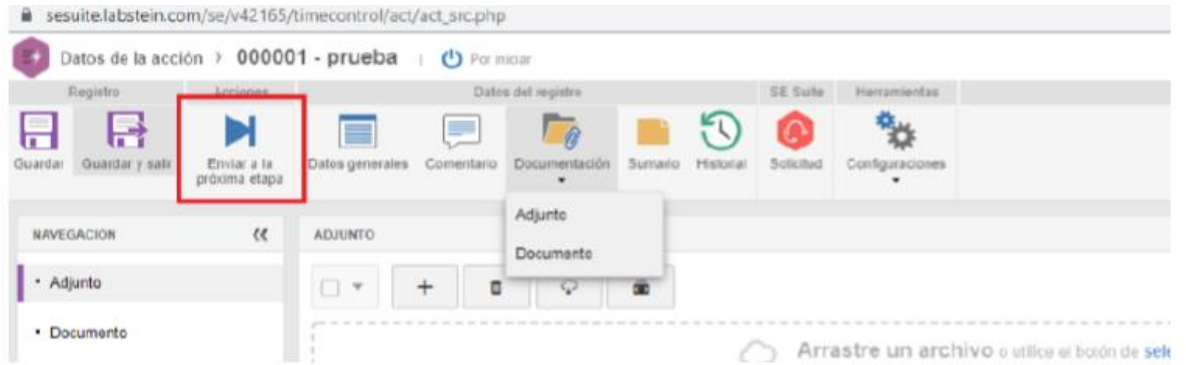 sesuite.labstein.com/se/v42165/timecontrol/act/act_src.php
Datos de la acción > 000001 - prueba | Por iniciar
Registro Acciones Datos del registro SE Suite Herramientas
Guardar Guardar y salir Enviar a la próxima etapa Datos generales Comentario Documentación Sumario Historial Solicitud Configuraciones
Adjunto
Documento
NAVEGACION
ADJUNTO
• Adjunto
• Documento
Arrastre un archivo o utilice el botón de sele